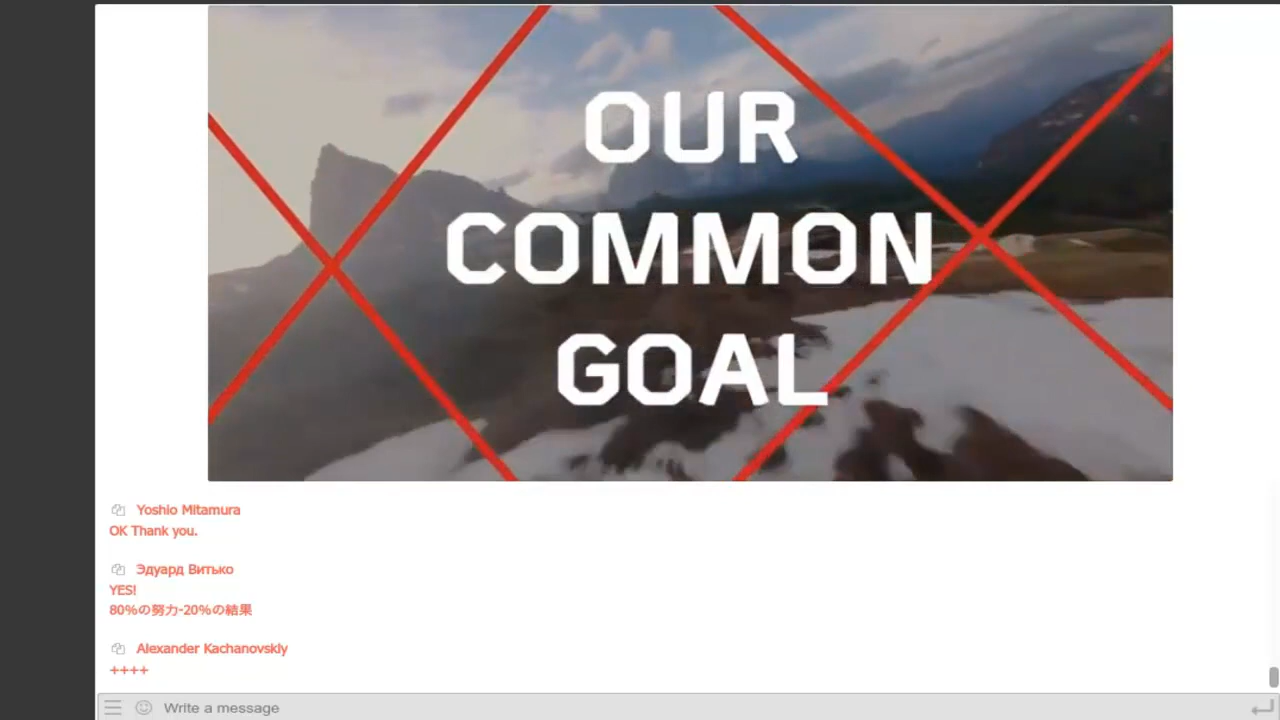 OUR
COMMON
GOAL
Yoshio Mitamura
OK Thank you.
Эдуард Витько
YES!
80%の努力-20%の結果
Alexander Kachanovskiy
++++
Write a message